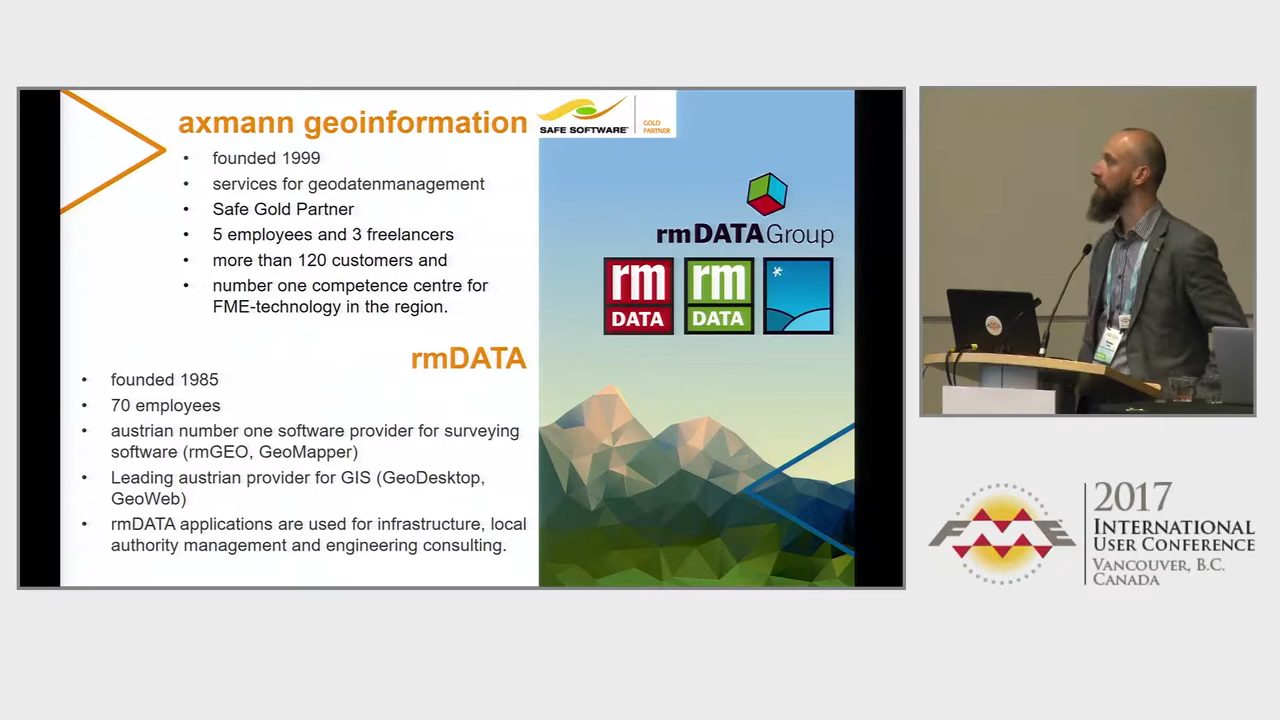 axmann geoinformation
• founded 1999
• services for geodatenmanagement
• Safe Gold Partner
• 5 employees and 3 freelancers
• more than 120 customers and
• number one competence centre for
FME-technology in the region.
rmDATA
• founded 1985
• 70 employees
• austrian number one software provider for surveying
software (rmGEO, GeoMapper)
• Leading austrian provider for GIS (GeoDesktop,
GeoWeb)
• rmDATA applications are used for infrastructure, local
authority management and engineering consulting.
SAFE SOFTWARE
GOLD
PARTNER
rmDATAGroup
rm
DATA
rm
DATA
FME
2017
INTERNATIONAL
USER CONFERENCE
VANCOUVER, B.C.
CANADA